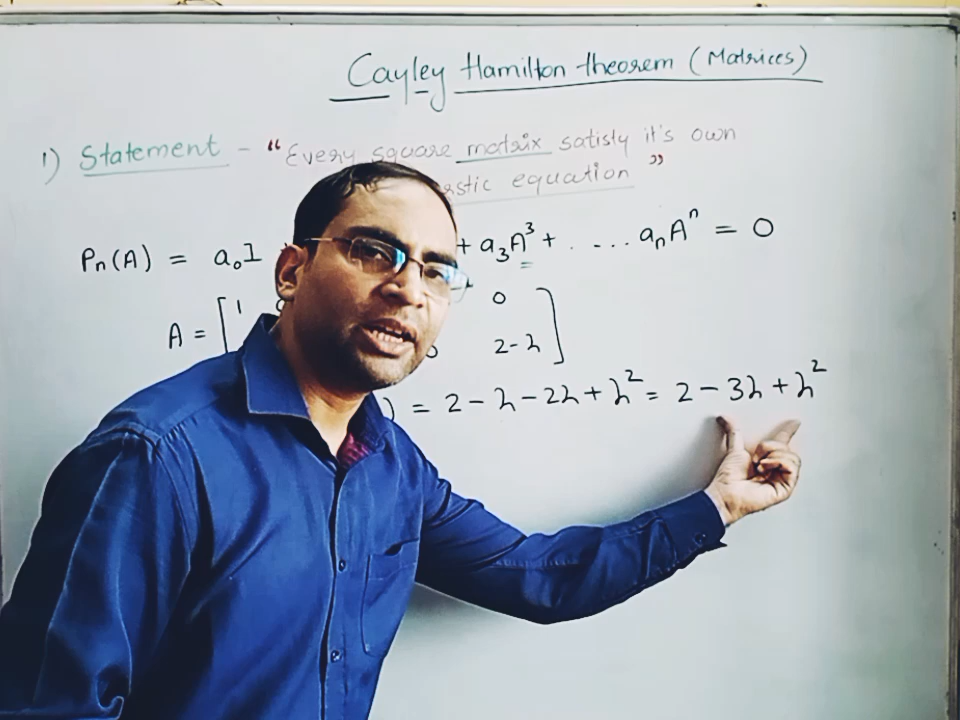 Cayley Hamilton theorem (Matrices)
1) Statement - "Every square matrix satisfy it's own
equation"
Pn(A) = a₀I + a₃A³ + . ... aₙAⁿ = 0
A = [ 1 0 ]
2-λ ]
) = 2 - λ - 2λ + λ² = 2 - 3λ + λ²